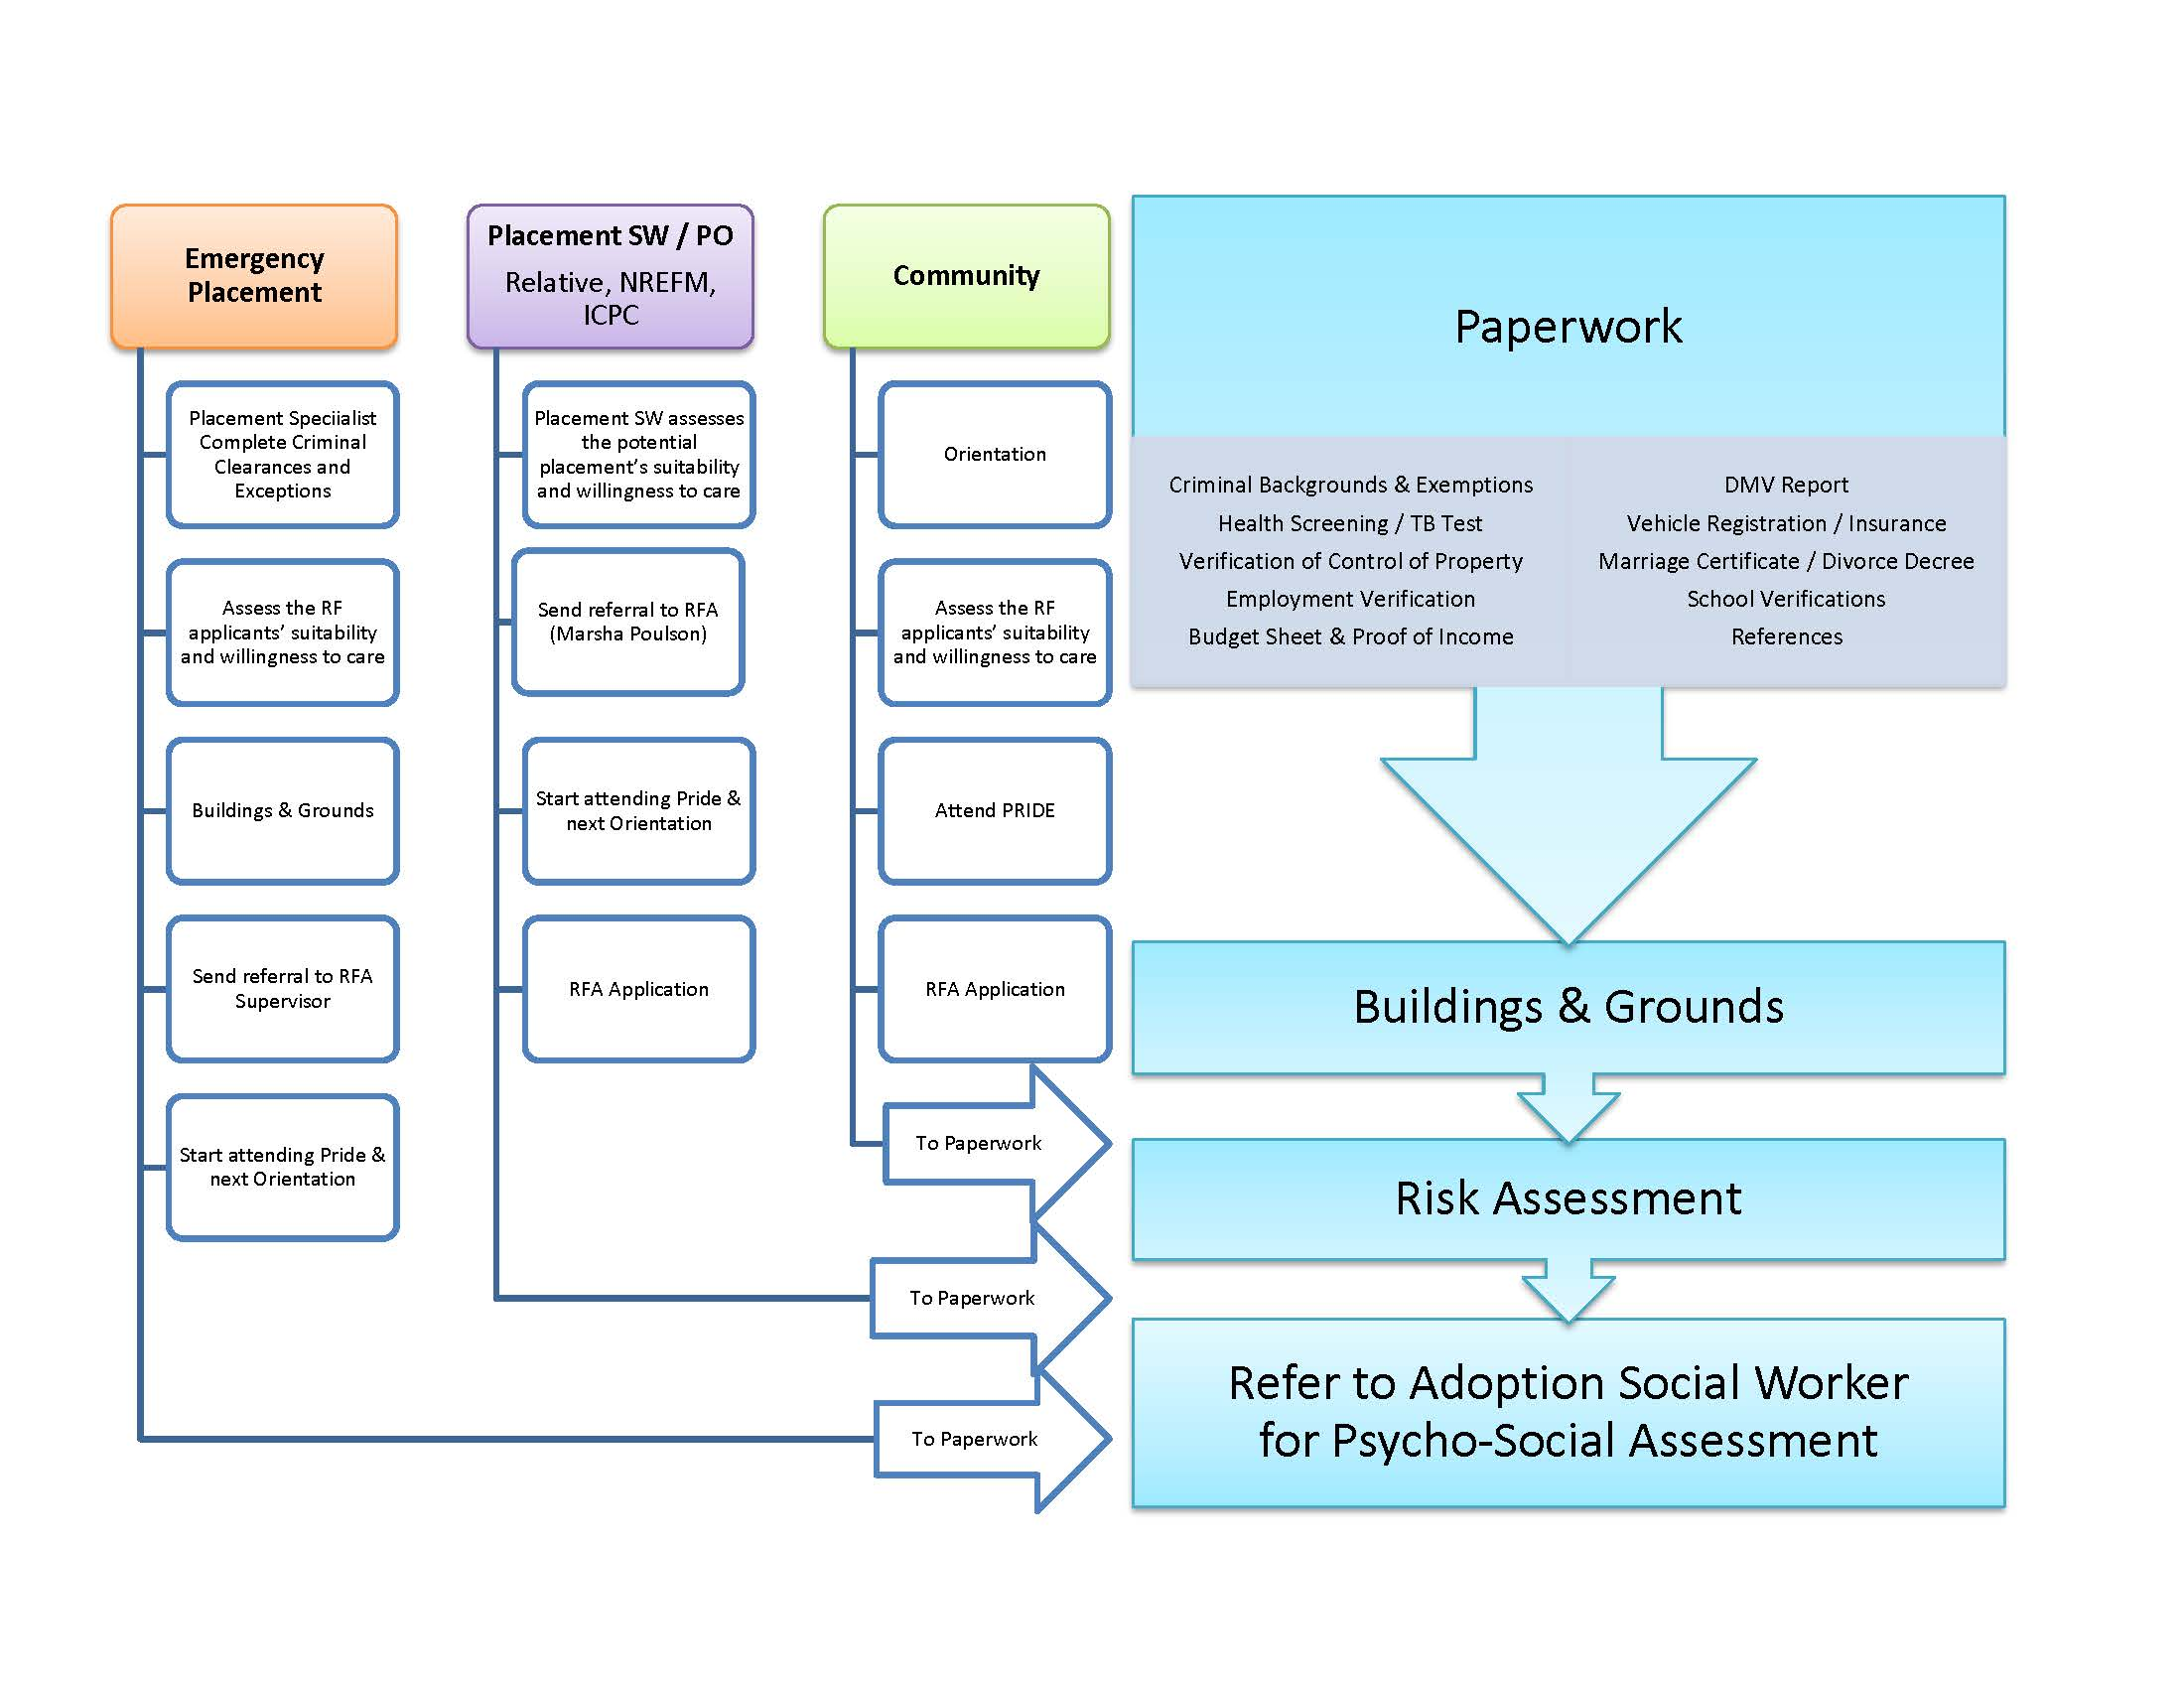 Emergency
Placement
Placement Speciialist
Complete Criminal
Clearances and
Exceptions
Assess the RF
applicants’ suitability
and willingness to care
Buildings & Grounds
Send referral to RFA
Supervisor
Start attending Pride &
next Orientation
To Paperwork
Placement SW / PO
Relative, NREFM,
ICPC
Placement SW assesses
the potential
placement’s suitability
and willingness to care
Send referral to RFA
(Marsha Poulson)
Start attending Pride &
next Orientation
RFA Application
To Paperwork
Community
Orientation
Assess the RF
applicants’ suitability
and willingness to care
Attend PRIDE
RFA Application
To Paperwork
Paperwork
Criminal Backgrounds & Exemptions
Health Screening / TB Test
Verification of Control of Property
Employment Verification
Budget Sheet & Proof of Income
DMV Report
Vehicle Registration / Insurance
Marriage Certificate / Divorce Decree
School Verifications
References
Buildings & Grounds
Risk Assessment
Refer to Adoption Social Worker
for Psycho-Social Assessment